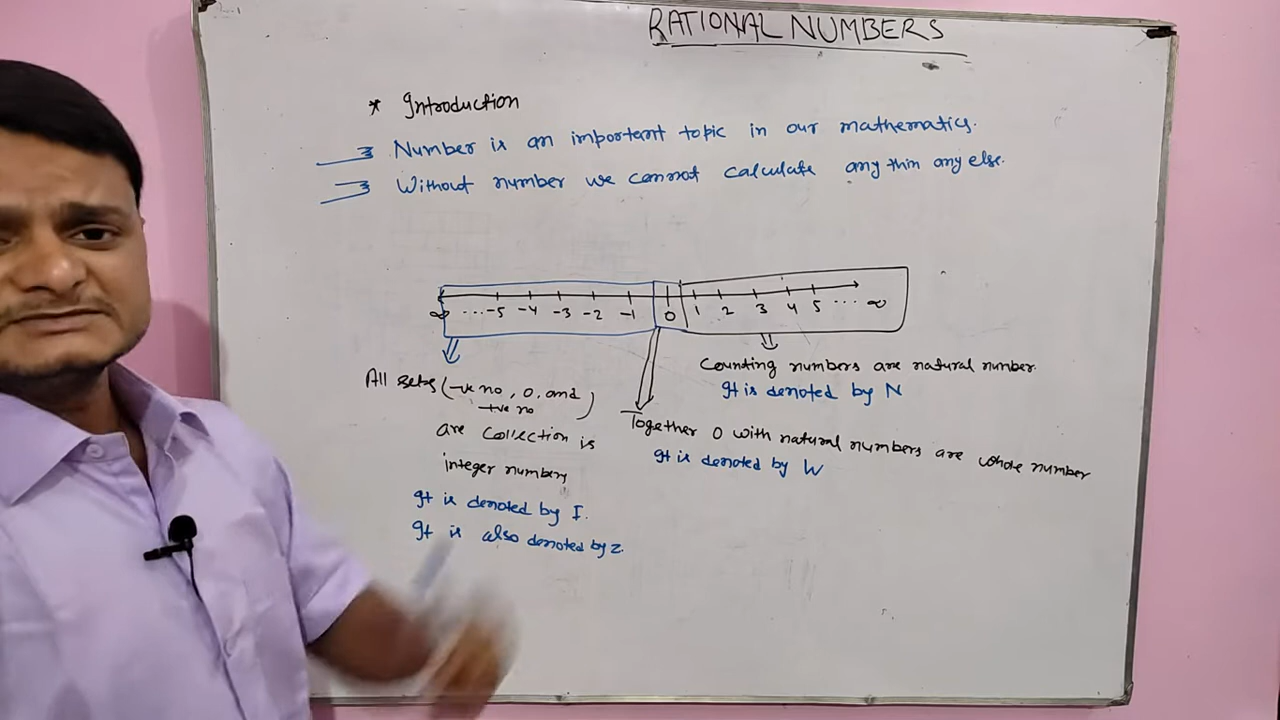 RATIONAL NUMBERS
* Introduction
Number is an important topic in our mathematics.
Without number we cannot calculate any thin any else.
∞ ...-5 -4 -3 -2 -1 0 1 2 3 4 5 ... ∞
Counting numbers are natural number.
It is denoted by N
Together 0 with natural numbers are whole number
It is denoted by W
All sets (-ve no, 0, and
+ve no)
are collection is
integer numbers
It is denoted by I.
It is also denoted by Z.